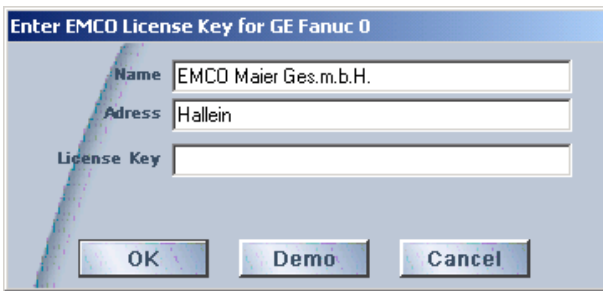 Enter EMCO License Key for GE Fanuc 0
Name EMCO Maier Ges.m.b.H.
Adress Hallein
License Key
OK Demo Cancel